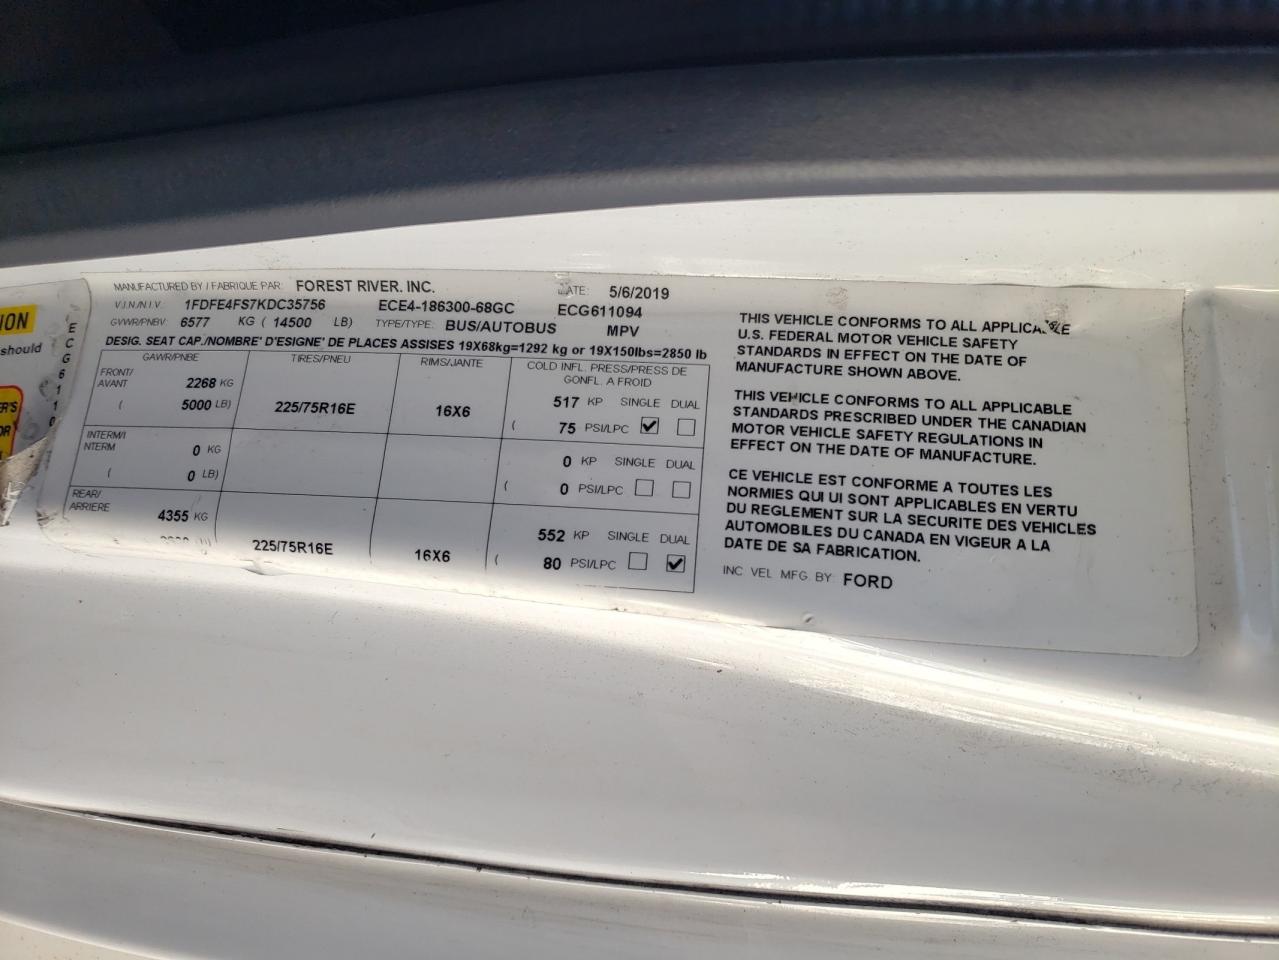 MANUFACTURED BY / FABRIQUE PAR: FOREST RIVER, INC. DATE: 5/6/2019
V.I.N/N.I.V: 1FDFE4FS7KDC35756 ECE4-186300-68GC ECG611094
GVWR/PNBV: 6577 KG ( 14500 LB) TYPE/TYPE: BUS/AUTOBUS MPV
DESIG. SEAT CAP./NOMBRE' D'ESIGNE' DE PLACES ASSISES 19X68kg=1292 kg or 19X150lbs=2850 lb
GAWR/PNBE TIRES/PNEU RIMS/JANTE COLD INFL. PRESS/PRESS DE
GONFL. A FROID
FRONT/
AVANT 2268 KG 517 KP SINGLE DUAL
( 5000 LB) 225/75R16E 16X6 ( 75 PSI/LPC
INTERM/I
NTERM 0 KG 0 KP SINGLE DUAL
( 0 LB) ( 0 PSI/LPC
REAR/
ARRIERE 4355 KG 552 KP SINGLE DUAL
225/75R16E 16X6 ( 80 PSI/LPC
THIS VEHICLE CONFORMS TO ALL APPLICABLE
U.S. FEDERAL MOTOR VEHICLE SAFETY
STANDARDS IN EFFECT ON THE DATE OF
MANUFACTURE SHOWN ABOVE.
THIS VEHICLE CONFORMS TO ALL APPLICABLE
STANDARDS PRESCRIBED UNDER THE CANADIAN
MOTOR VEHICLE SAFETY REGULATIONS IN
EFFECT ON THE DATE OF MANUFACTURE.
CE VEHICLE EST CONFORME A TOUTES LES
NORMIES QUI UI SONT APPLICABLES EN VERTU
DU REGLEMENT SUR LA SECURITE DES VEHICLES
AUTOMOBILES DU CANADA EN VIGEUR A LA
DATE DE SA FABRICATION.
INC VEL MFG BY: FORD
should